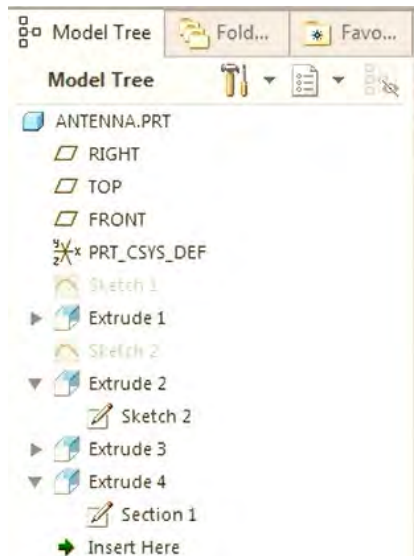 Model Tree Fold... Favo...
Model Tree
ANTENNA.PRT
RIGHT
TOP
FRONT
PRT_CSYS_DEF
Sketch 1
Extrude 1
Sketch 2
Extrude 2
Sketch 2
Extrude 3
Extrude 4
Section 1
Insert Here